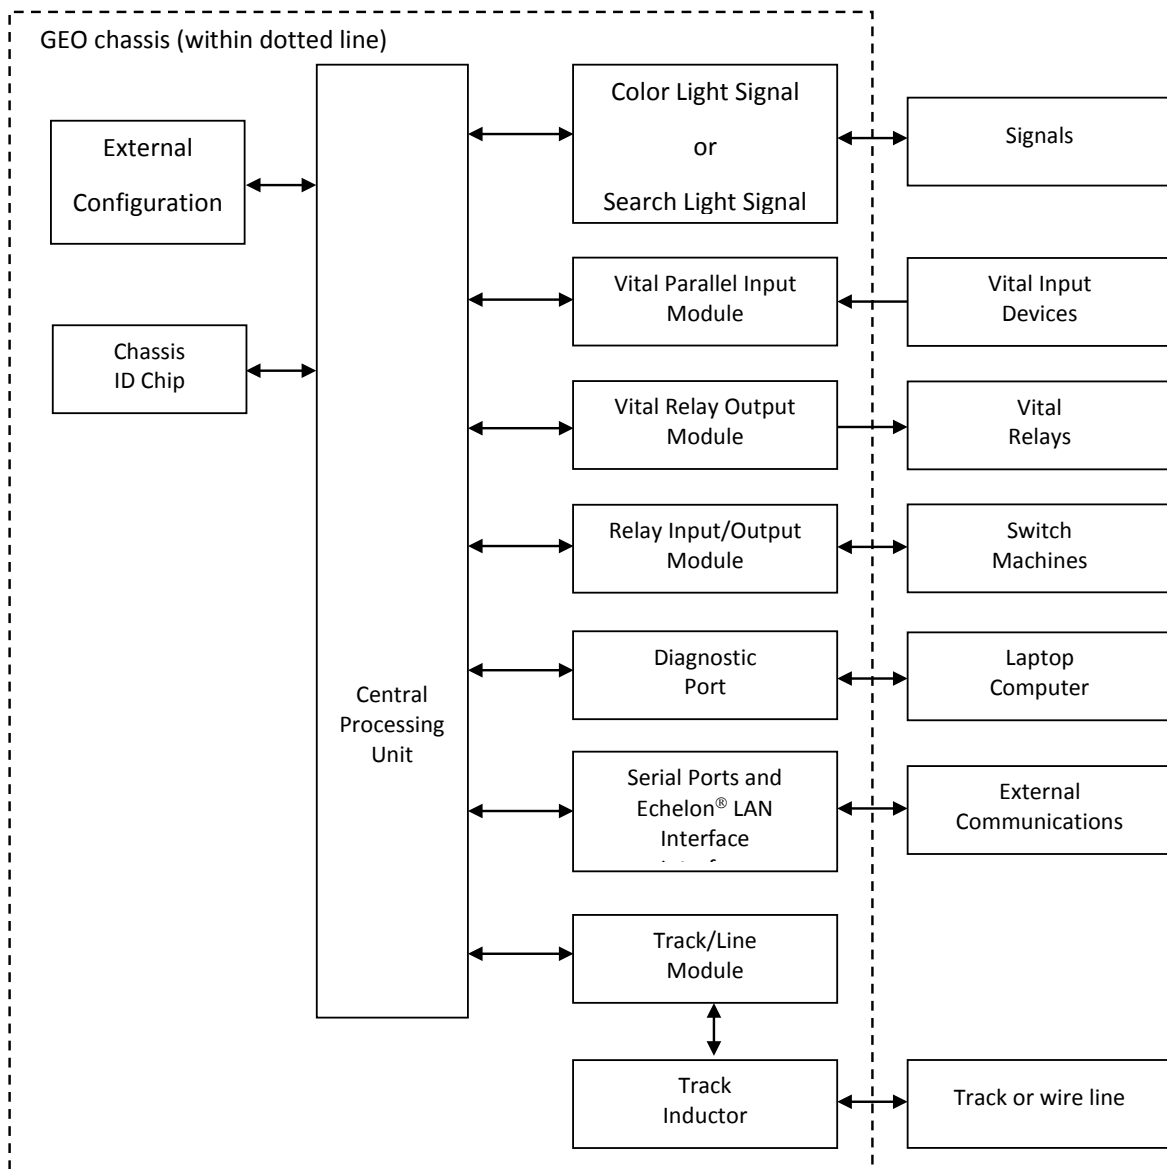 GEO chassis (within dotted line)
External
Configuration
Chassis
ID Chip
Central
Processing
Unit
Color Light Signal
or
Search Light Signal
Signals
Vital Parallel Input
Module
Vital Input
Devices
Vital Relay Output
Module
Vital
Relays
Relay Input/Output
Module
Switch
Machines
Diagnostic
Port
Laptop
Computer
Serial Ports and
Echelon® LAN
Interface
External
Communications
Track/Line
Module
Track
Inductor
Track or wire line